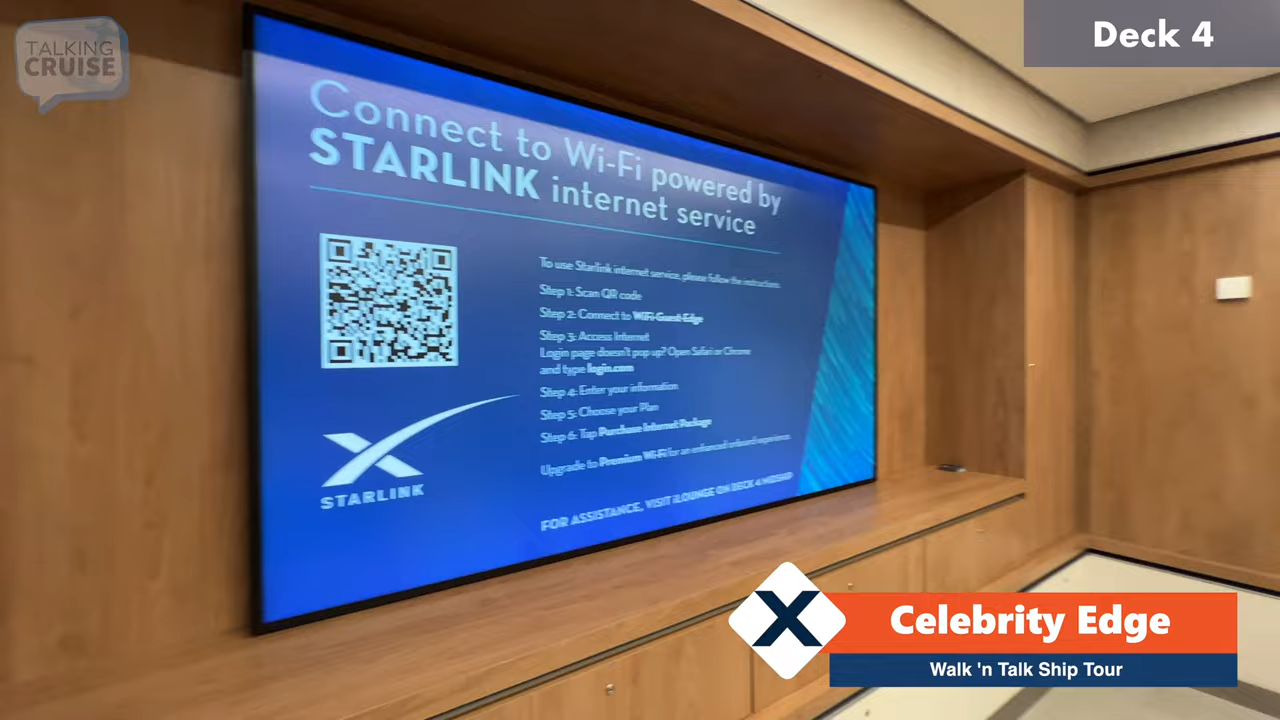 TALKING
CRUISE
Deck 4
Connect to Wi-Fi powered by
STARLINK internet service
To use Starlink internet service, please follow the instructions
Step 1: Scan QR code
Step 2: Connect to WiFi-Guest-Edge
Step 3: Access Internet
Login page doesn't pop up? Open Safari or Chrome
and type login.com
Step 4: Enter your information
Step 5: Choose your Plan
Step 6: Tap Purchase Internet Package
Upgrade to Premium Wi-Fi for an enhanced onboard experience.
FOR ASSISTANCE, VISIT iLOUNGE ON DECK 4 MIDSHIP
STARLINK
X
Celebrity Edge
Walk 'n Talk Ship Tour